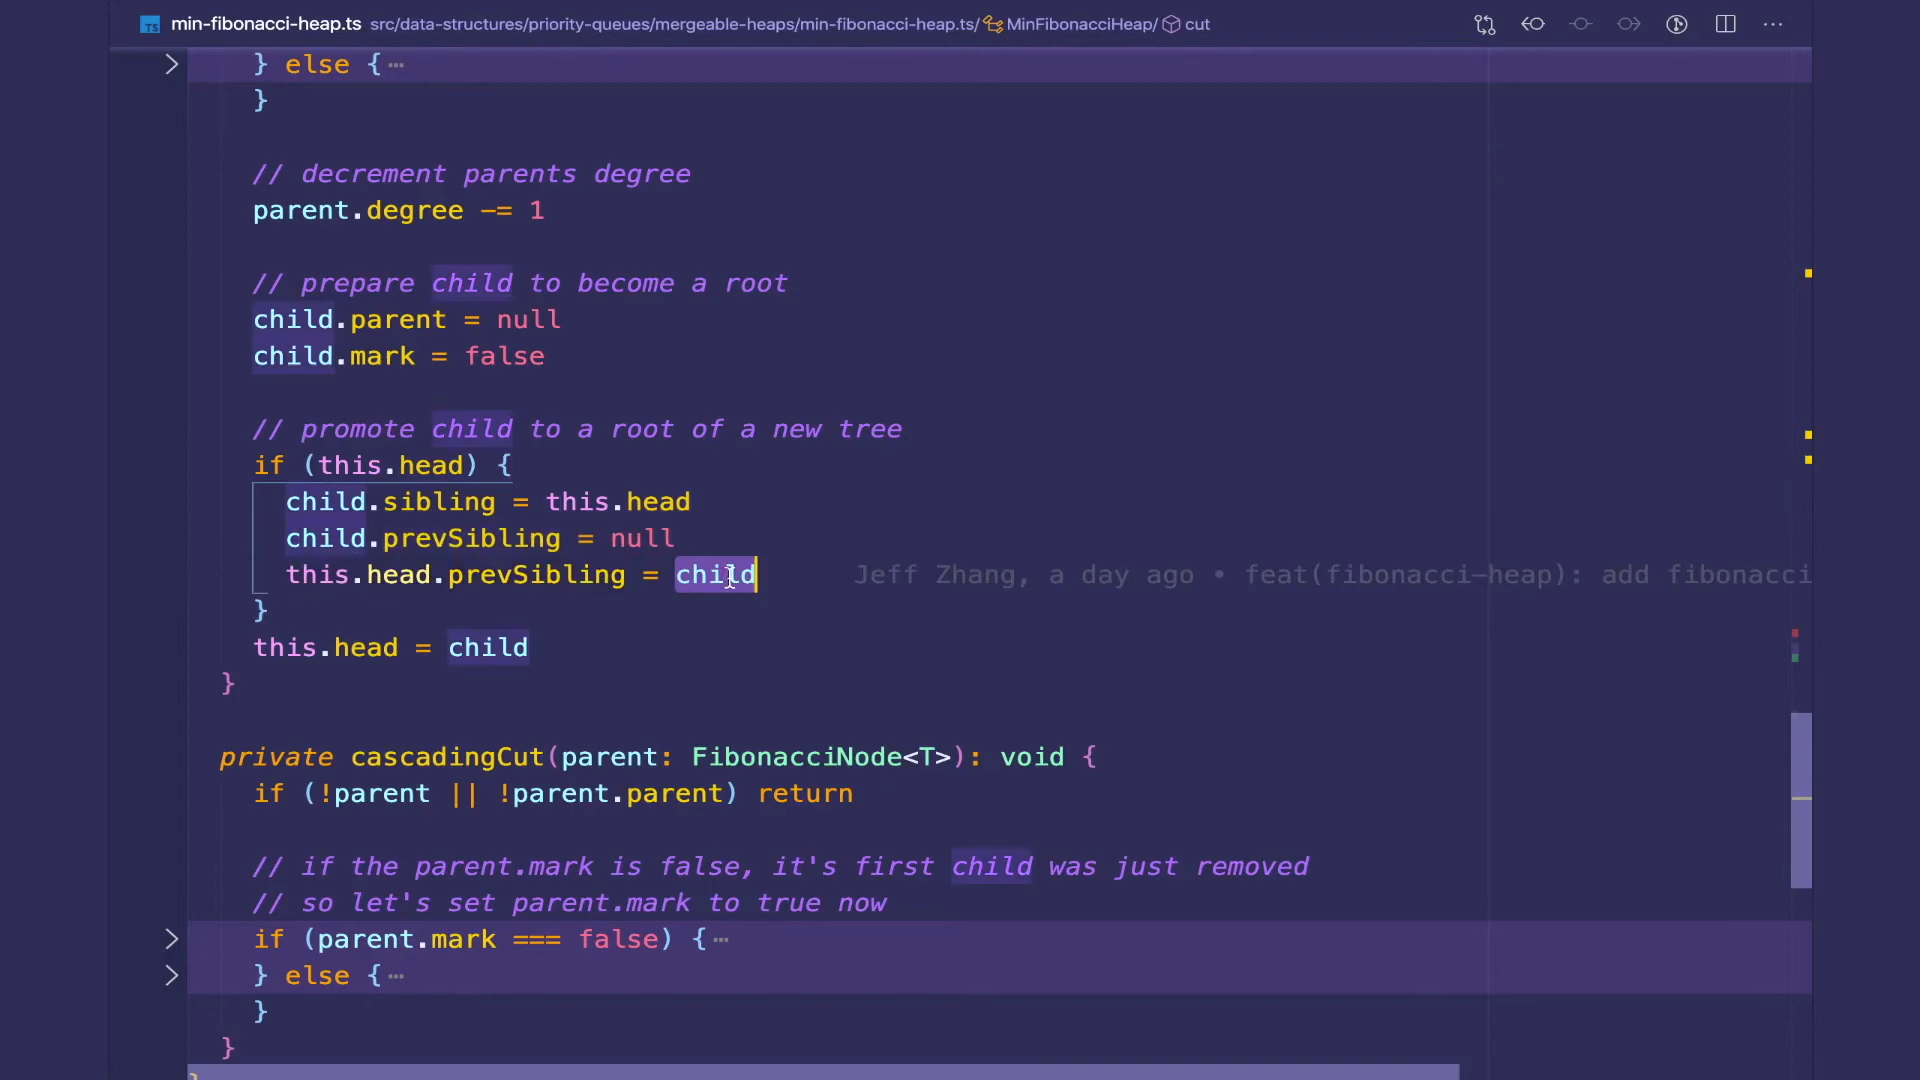 min-fibonacci-heap.ts src/data-structures/priority-queues/mergeable-heaps/min-fibonacci-heap.ts/ MinFibonacciHeap/ cut
} else {
}
// decrement parents degree
parent.degree -= 1
// prepare child to become a root
child.parent = null
child.mark = false
// promote child to a root of a new tree
if (this.head) {
child.sibling = this.head
child.prevSibling = null
this.head.prevSibling = child Jeff Zhang, a day ago • feat(fibonacci-heap): add fibonacci
}
this.head = child
}
private cascadingCut(parent: FibonacciNode<T>): void {
if (!parent || !parent.parent) return
// if the parent.mark is false, it's first child was just removed
// so let's set parent.mark to true now
if (parent.mark === false) {
} else {
}
}